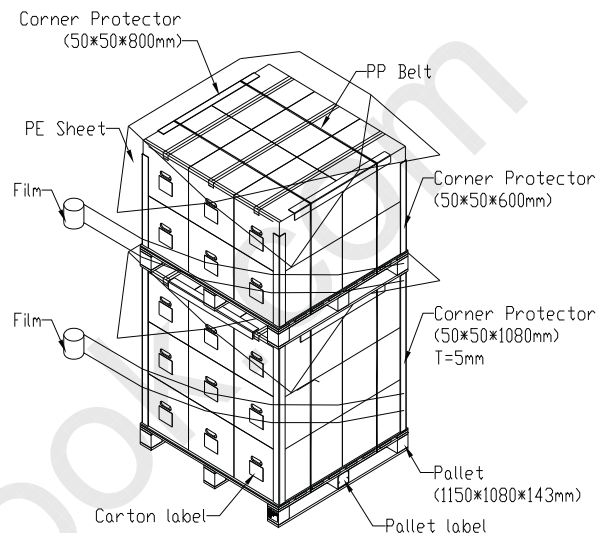 Corner Protector
(50*50*800mm)
PP Belt
PE Sheet
Film
Corner Protector
(50*50*600mm)
Film
Corner Protector
(50*50*1080mm)
T=5mm
Pallet
(1150*1080*143mm)
Carton label
Pallet label